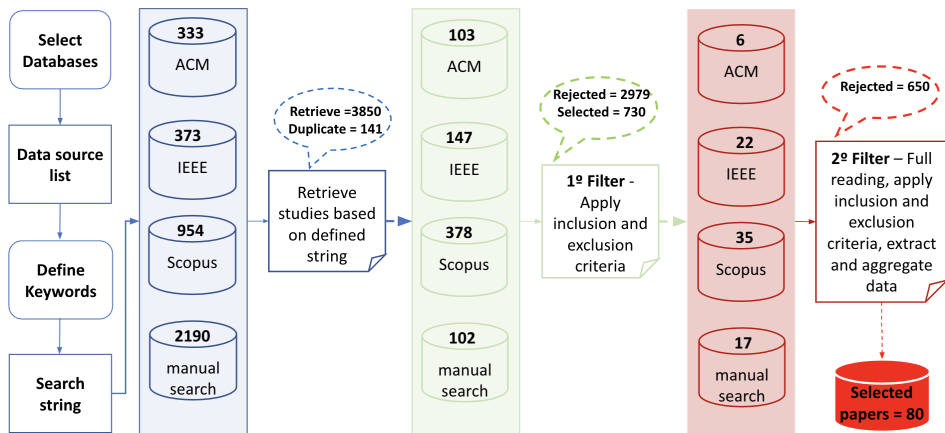 Select
Databases
Data source
list
Define
Keywords
Search
string
333
ACM
373
IEEE
954
Scopus
2190
manual
search
Retrieve =3850
Duplicate = 141
Retrieve
studies based
on defined
string
103
ACM
147
IEEE
378
Scopus
102
manual
search
Rejected = 2979
Selected = 730
1º Filter -
Apply
inclusion and
exclusion
criteria
6
ACM
22
IEEE
35
Scopus
17
manual
search
Rejected = 650
2º Filter – Full
reading, apply
inclusion and
exclusion
criteria, extract
and aggregate
data
Selected
papers = 80